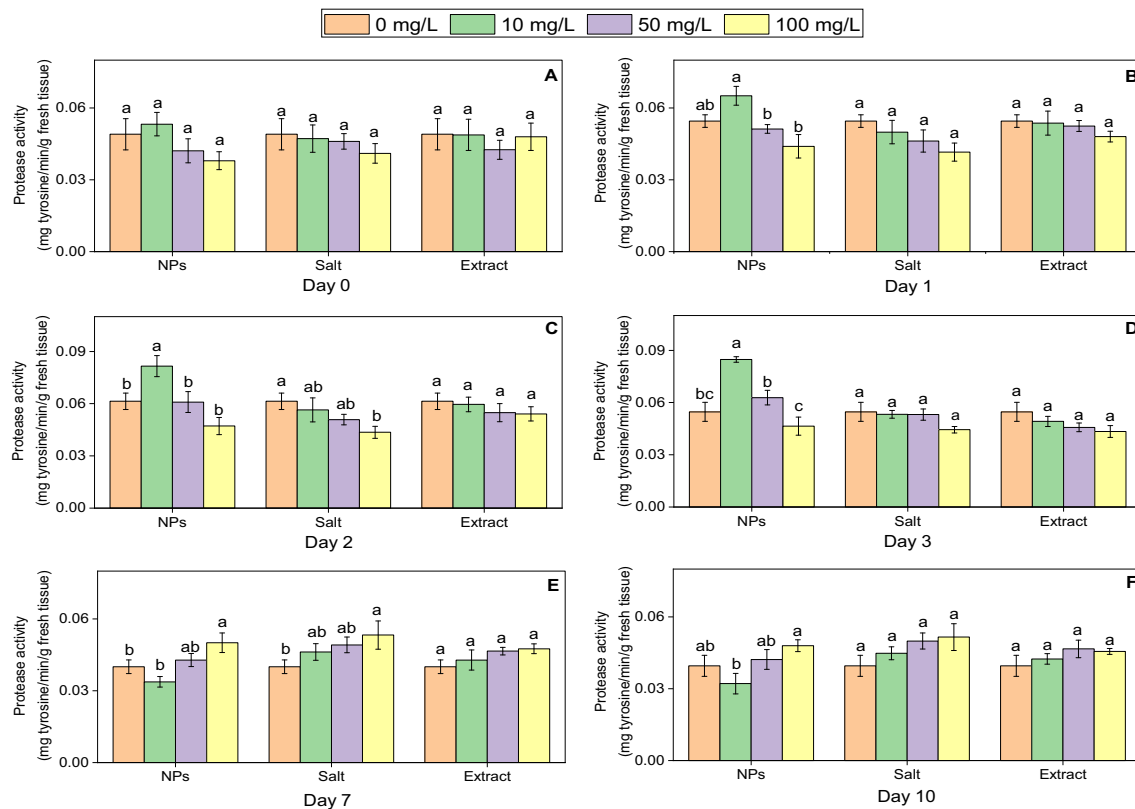 0 mg/L 10 mg/L 50 mg/L 100 mg/L
A
Protease activity
(mg tyrosine/min/g fresh tissue)
0.06
0.03
0.00
a a a a a a a a a a a a
NPs Salt Extract
Day 0
B
Protease activity
(mg tyrosine/min/g fresh tissue)
0.06
0.03
0.00
ab a b b a a a a a a a a
NPs Salt Extract
Day 1
C
Protease activity
(mg tyrosine/min/g fresh tissue)
0.09
0.06
0.03
0.00
b a b b a ab ab b a a a a
NPs Salt Extract
Day 2
D
Protease activity
(mg tyrosine/min/g fresh tissue)
0.09
0.06
0.03
0.00
bc a b c a a a a a a a a
NPs Salt Extract
Day 3
E
Protease activity
(mg tyrosine/min/g fresh tissue)
0.06
0.03
0.00
b b ab a b ab ab a a a a a
NPs Salt Extract
Day 7
F
Protease activity
(mg tyrosine/min/g fresh tissue)
0.06
0.03
0.00
ab b ab a a a a a a a a a
NPs Salt Extract
Day 10